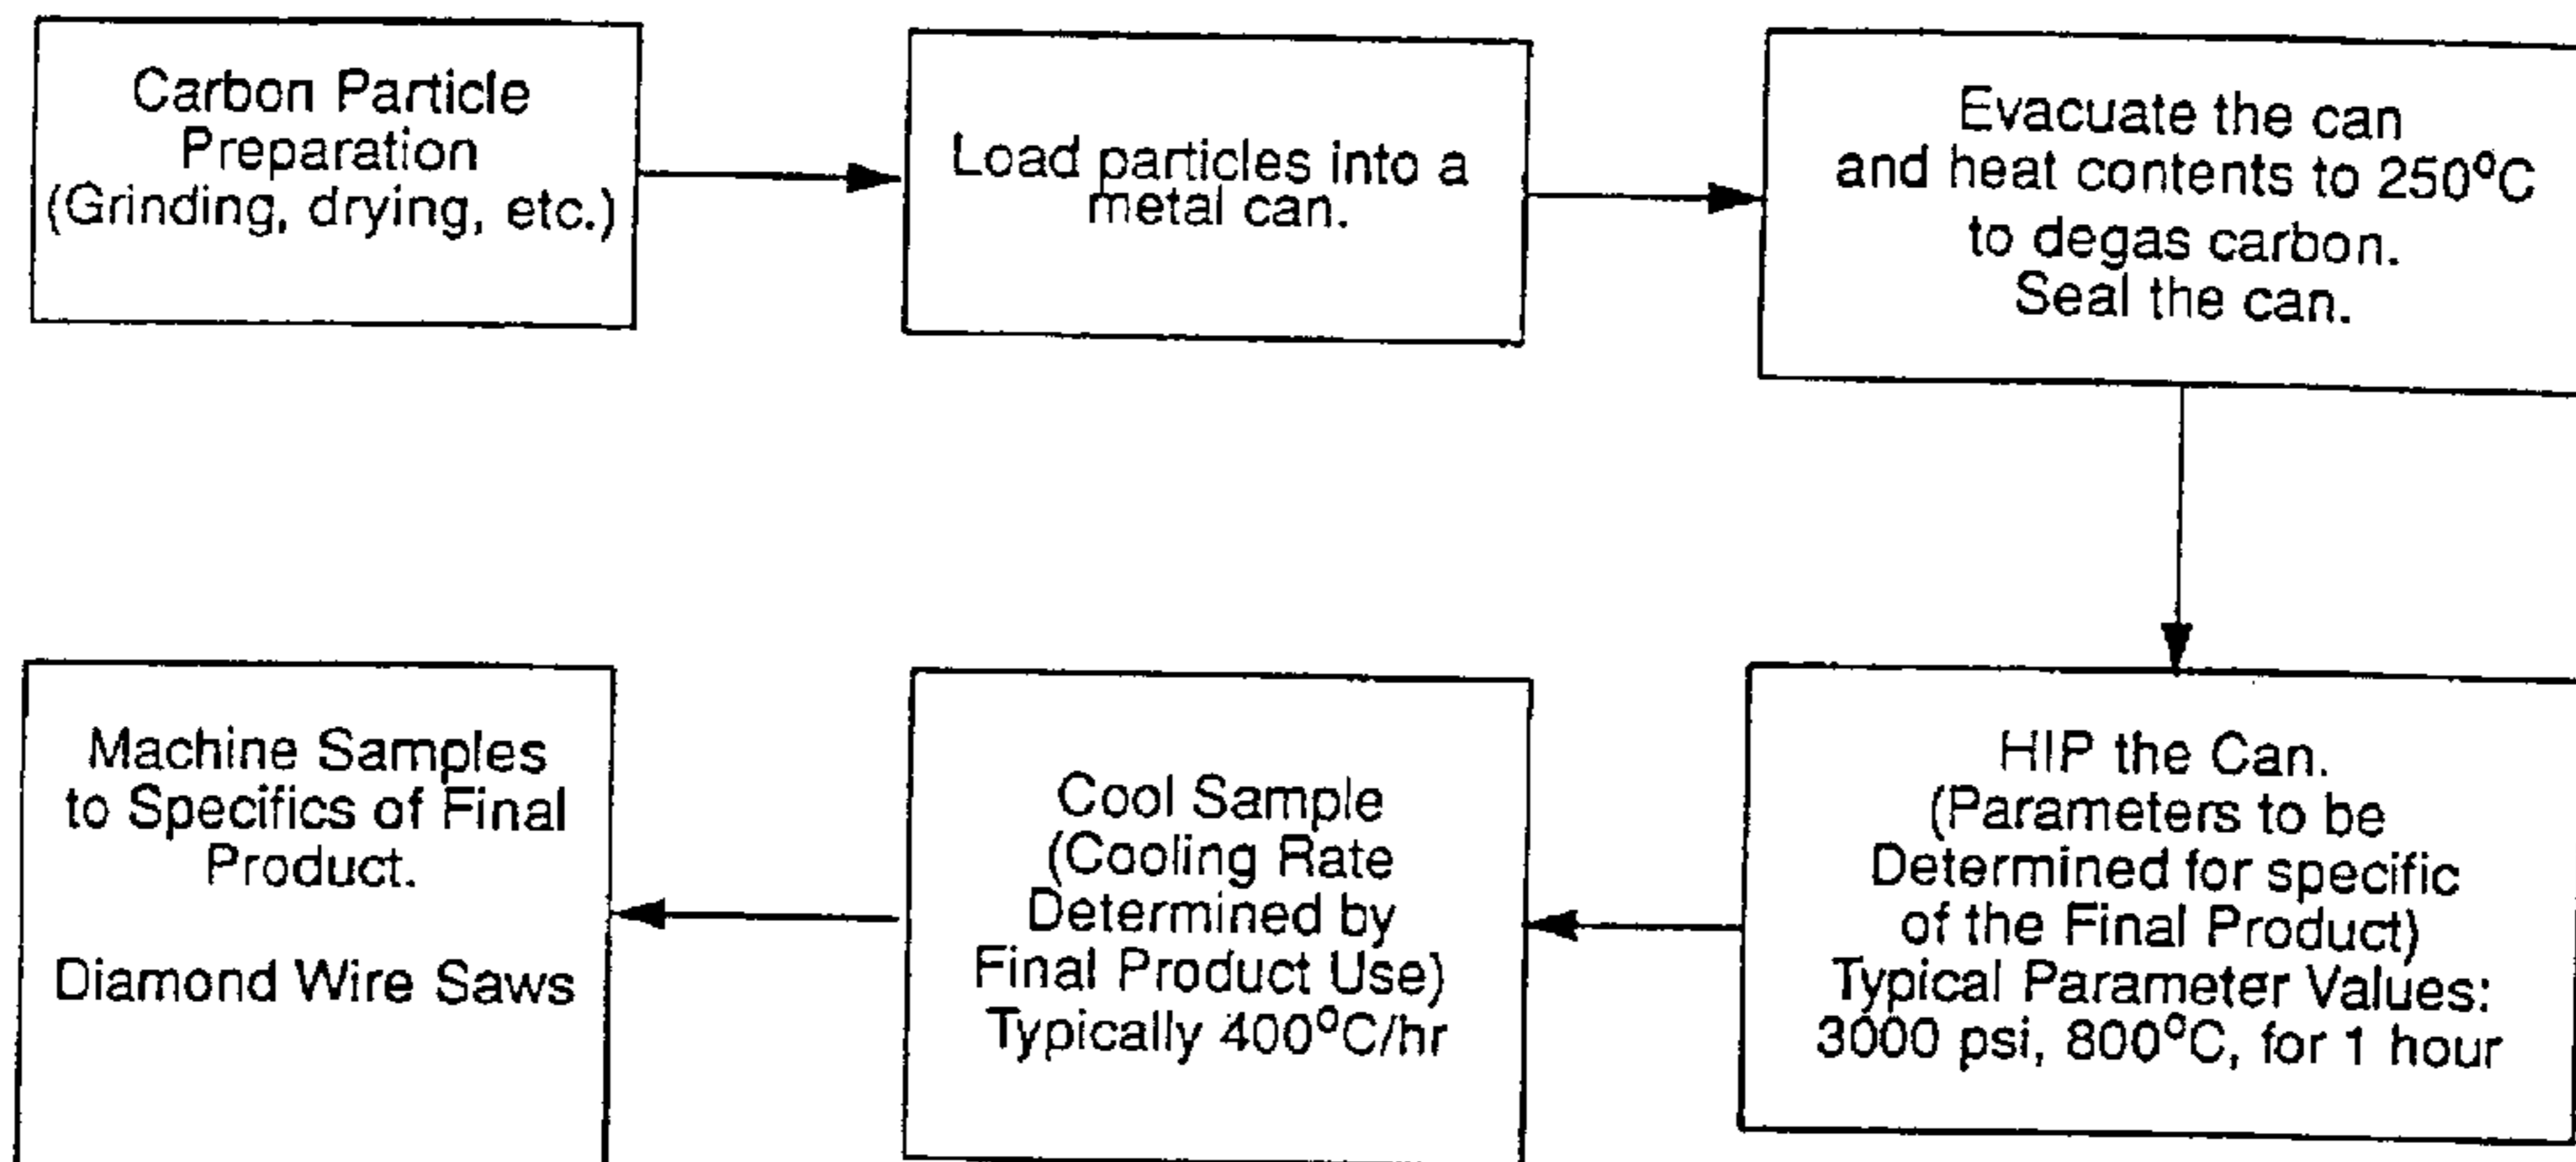 Carbon Particle
Preparation
(Grinding, drying, etc.)
Load particles into a
metal can.
Evacuate the can
and heat contents to 250ºC
to degas carbon.
Seal the can.
HIP the Can.
(Parameters to be
Determined for specific
of the Final Product)
Typical Parameter Values:
3000 psi, 800ºC, for 1 hour
Cool Sample
(Cooling Rate
Determined by
Final Product Use)
Typically 400ºC/hr
Machine Samples
to Specifics of Final
Product.
Diamond Wire Saws